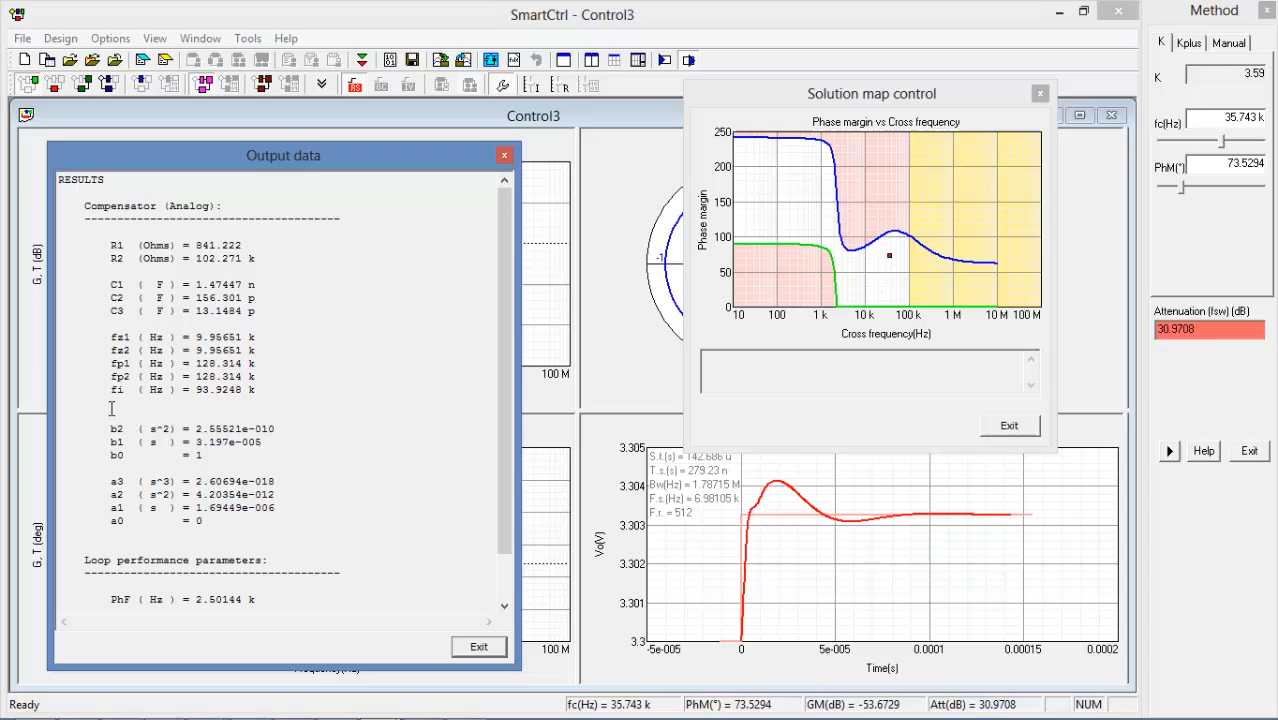 SmartCtrl - Control3
File Design Options View Window Tools Help
Control3
Output data
RESULTS
Compensator (Analog):
---------------------------------------
R1 (Ohms) = 841.222
R2 (Ohms) = 102.271 k
C1 ( F ) = 1.47447 n
C2 ( F ) = 156.301 p
C3 ( F ) = 13.1484 p
fz1 ( Hz ) = 9.95651 k
fz2 ( Hz ) = 9.95651 k
fp1 ( Hz ) = 128.314 k
fp2 ( Hz ) = 128.314 k
fi ( Hz ) = 93.9248 k
b2 ( s^2) = 2.55521e-010
b1 ( s ) = 3.197e-005
b0 = 1
a3 ( s^3) = 2.60694e-018
a2 ( s^2) = 4.20354e-012
a1 ( s ) = 1.69449e-006
a0 = 0
Loop performance parameters:
---------------------------------------
PhF ( Hz ) = 2.50144 k
Exit
G, T (dB)
G, T (deg)
100 M
100 M
-1
Solution map control
Phase margin vs Cross frequency
Phase margin
250
200
150
100
50
0
10 100 1 k 10 k 100 k 1 M 10 M 100 M
Cross frequency(Hz)
Exit
S.t.(s) = 142.686 u
T.s.(s) = 279.23 n
Bw(Hz) = 1.78715 M
F.s.(Hz) = 6.98105 k
F.r. = 512
Vo(V)
3.305
3.304
3.303
3.302
3.301
3.3
-5e-005 0 5e-005 0.0001 0.00015 0.0002
Time(s)
Method
K Kplus Manual
K 3.59
fc(Hz) 35.743 k
PhM(°) 73.5294
Attenuation (fsw) (dB)
30.9708
Help Exit
Ready fc(Hz) = 35.743 k PhM(°) = 73.5294 GM(dB) = -53.6729 Att(dB) = 30.9708 NUM